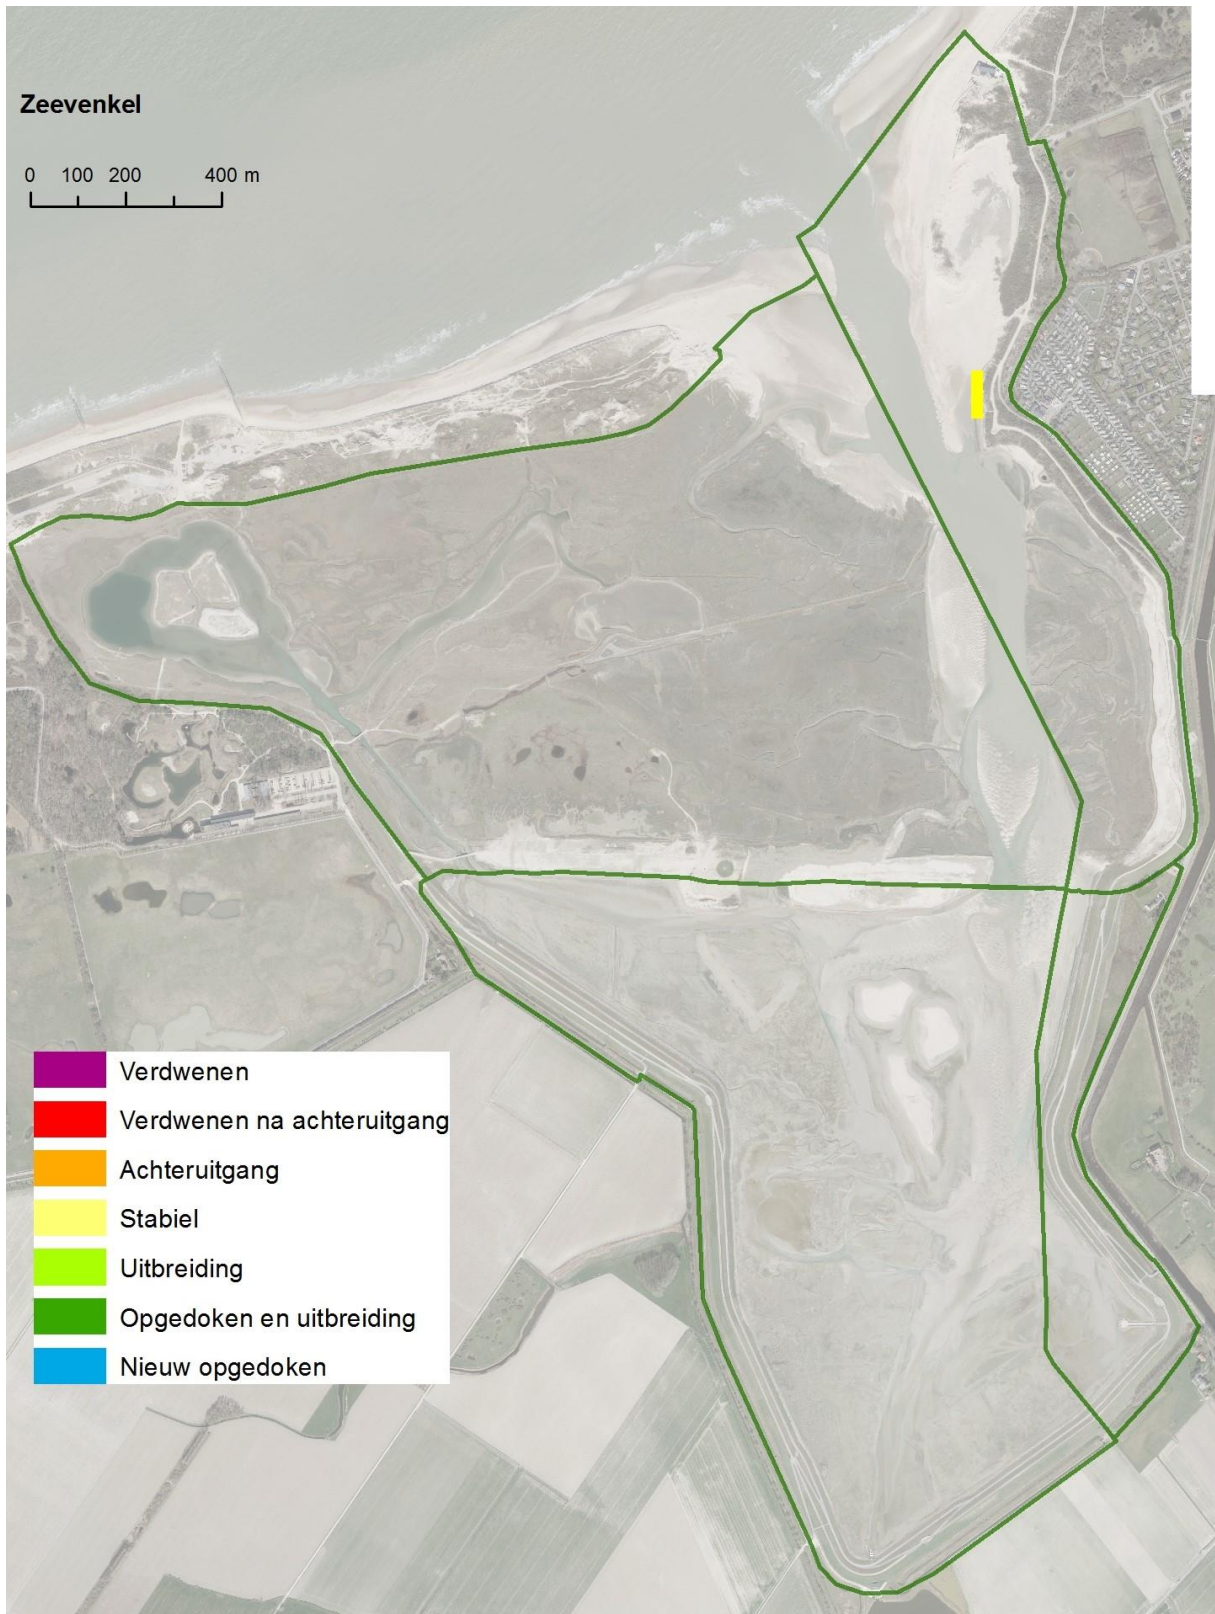 Zeevenkel
0 100 200 400 m
Verdwenen
Verdwenen na achteruitgang
Achteruitgang
Stabiel
Uitbreiding
Opgedoken en uitbreiding
Nieuw opgedoken